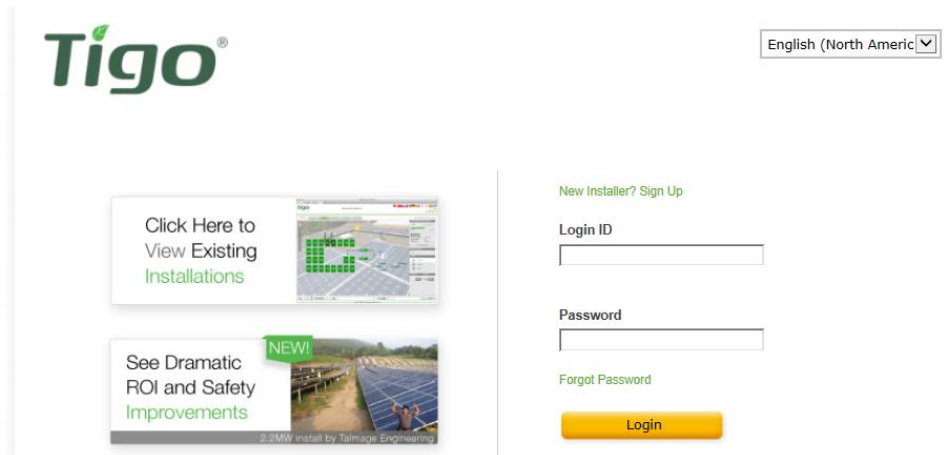 Tigo®
English (North Americ
New Installer? Sign Up
Click Here to
View Existing
Installations
Login ID
Password
NEW!
See Dramatic
ROI and Safety
Improvements
2.2MW install by Talmage Engineering
Forgot Password
Login